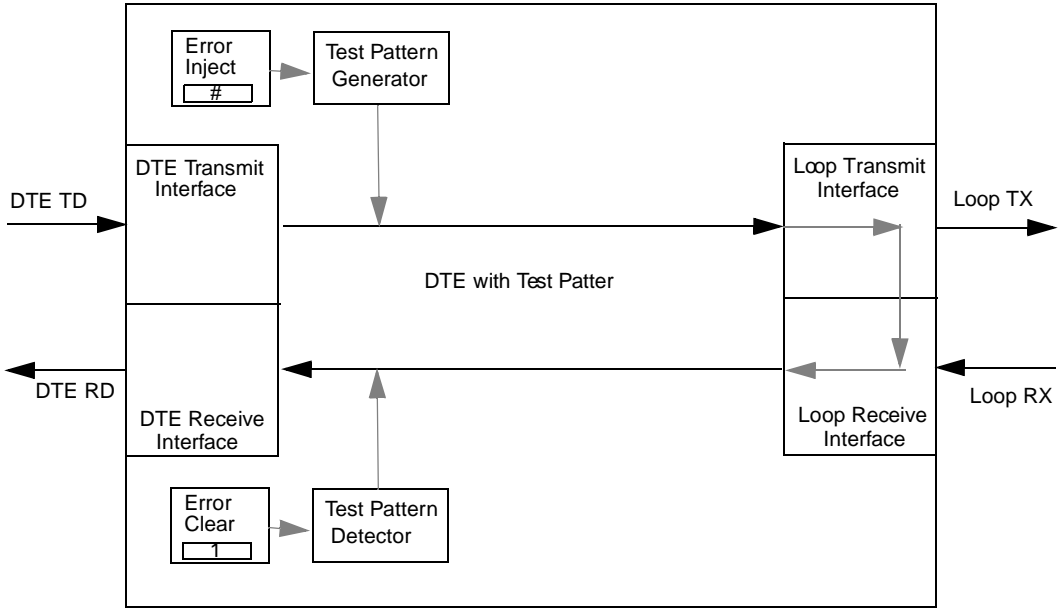 Error
Inject
#
Test Pattern
Generator
DTE Transmit
Interface
Loop Transmit
Interface
DTE TD
Loop TX
DTE with Test Patter
DTE RD
Loop RX
DTE Receive
Interface
Loop Receive
Interface
Error
Clear
1
Test Pattern
Detector